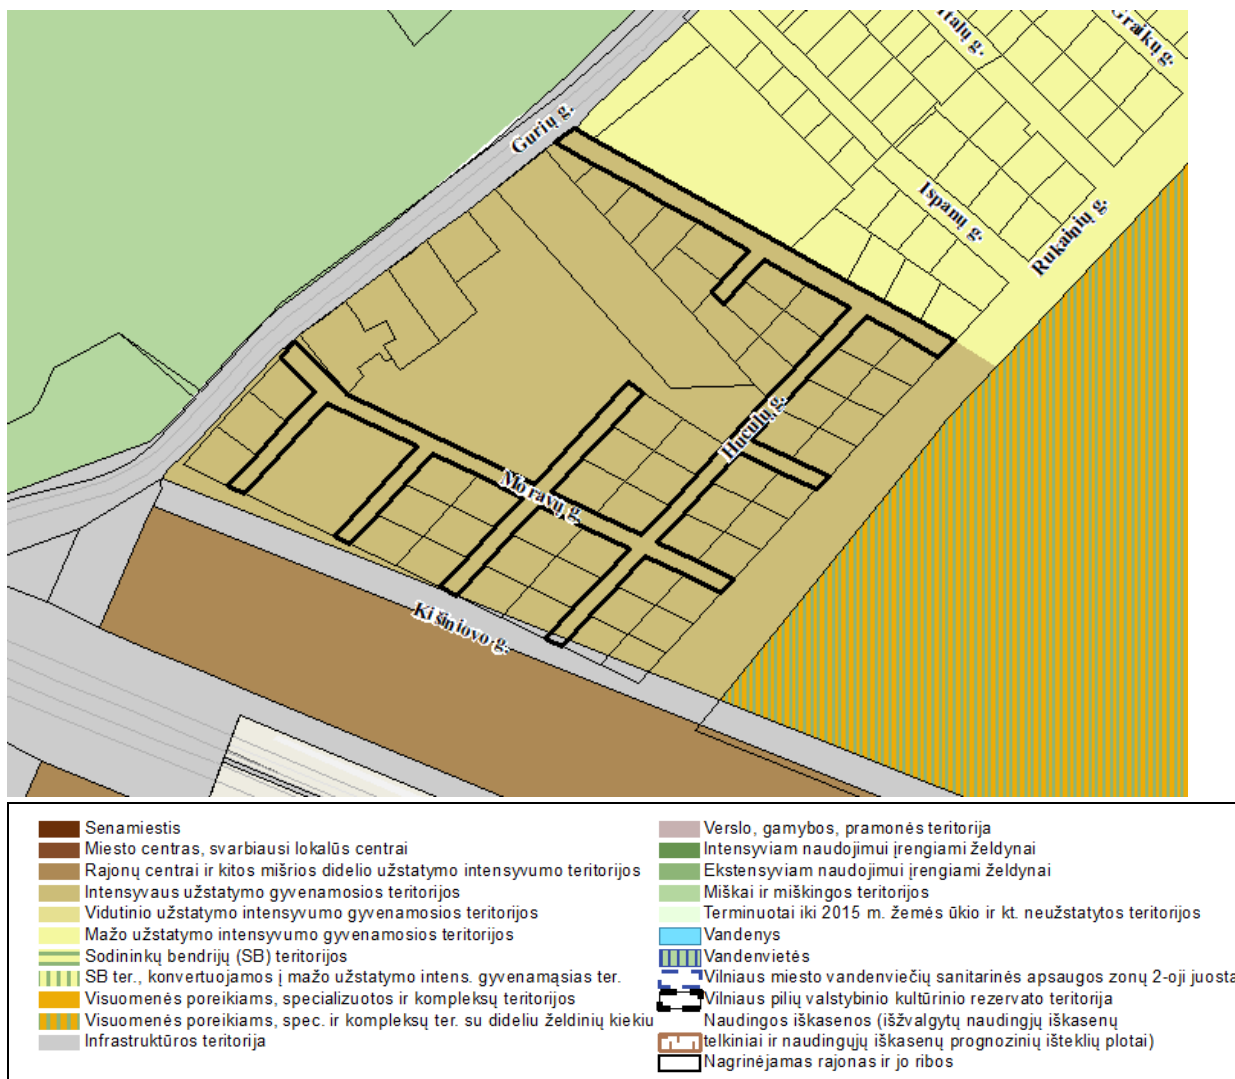 Italų g.
Graikų g.
Gurių g.
Ispanų g.
Rukainių g.
Huculų g.
Moravų g.
Kišiniovo g.
Senamiestis
Miesto centras, svarbiausi lokalūs centrai
Rajonų centrai ir kitos mišrios didelio užstatymo intensyvumo teritorijos
Intensyvaus užstatymo gyvenamosios teritorijos
Vidutinio užstatymo intensyvumo gyvenamosios teritorijos
Mažo užstatymo intensyvumo gyvenamosios teritorijos
Sodininkų bendrijų (SB) teritorijos
SB ter., konvertuojamos į mažo užstatymo intens. gyvenamąsias ter.
Visuomenės poreikiams, specializuotos ir kompleksų teritorijos
Visuomenės poreikiams, spec. ir kompleksų ter. su dideliu želdinių kiekiu
Infrastruktūros teritorija
Verslo, gamybos, pramonės teritorija
Intensyviam naudojimui įrengiami želdynai
Ekstensyviam naudojimui įrengiami želdynai
Miškai ir miškingos teritorijos
Terminuotai iki 2015 m. žemės ūkio ir kt. neužstatytos teritorijos
Vandenys
Vandenvietės
Vilniaus miesto vandenviečių sanitarinės apsaugos zonų 2-oji juosta
Vilniaus pilių valstybinio kultūrinio rezervato teritorija
Naudingos iškasenos (išžvalgytų naudingjų iškasenų
telkiniai ir naudingųjų iškasenų prognozinių išteklių plotai)
Nagrinėjamas rajonas ir jo ribos